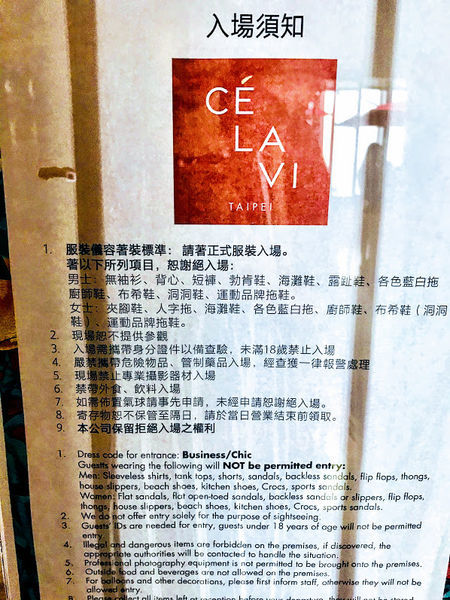 入場須知
CÉ
LA
VI
TAIPEI
1. 服裝儀容著裝標準： 請著正式服裝入場。
著以下所列項目，恕謝絕入場：
男士：無袖衫、背心、短褲、勃肯鞋、海灘鞋、露趾鞋、各色藍白拖
廚師鞋、布希鞋、洞洞鞋、運動品牌拖鞋。
女士：夾腳鞋、人字拖、海灘鞋、各色藍白拖、廚師鞋、布希鞋（洞洞
鞋）、運動品牌拖鞋。
2. 現場恕不提供參觀
3. 入場需攜帶身分證件以備查驗，未滿18歲禁止入場
4. 嚴禁攜帶危險物品、管制藥品入場，經查獲一律報警處理
5. 現場禁止專業攝影器材入場
6. 禁帶外食、飲料入場
7. 如需佈置氣球請事先申請，未經申請恕謝絕入場。
8. 寄存物恕不保管至隔日，請於當日營業結束前領取。
9. 本公司保留拒絕入場之權利
1. Dress code for entrance: Business/Chic
Guests wearing the following will NOT be permitted entry:
Men: Sleeveless shirts, tank tops, shorts, sandals, backless sandals, flip flops, thongs,
house slippers, beach shoes, kitchen shoes, Crocs, sports sandals.
Women: Flat sandals, flat open-toed sandals, backless sandals or slippers, flip flops,
thongs, house slippers, beach shoes, kitchen shoes, Crocs, sports sandals.
2. We do not offer entry solely for the purpose of sightseeing.
3. Guests' IDs are needed for entry, guests under 18 years of age will not be permitted
entry.
4. Illegal and dangerous items are forbidden on the premises, if discovered, the
appropriate authorities will be contacted to handle the situation.
5. Professional photography equipment is not permitted to be brought onto the premises.
6. Outside food and beverages are not allowed on the premises.
7. For balloons and other decorations, please first inform staff, otherwise they will not be
allowed entry.
8. Please collect all items left at reception before your departure, these will not be stored